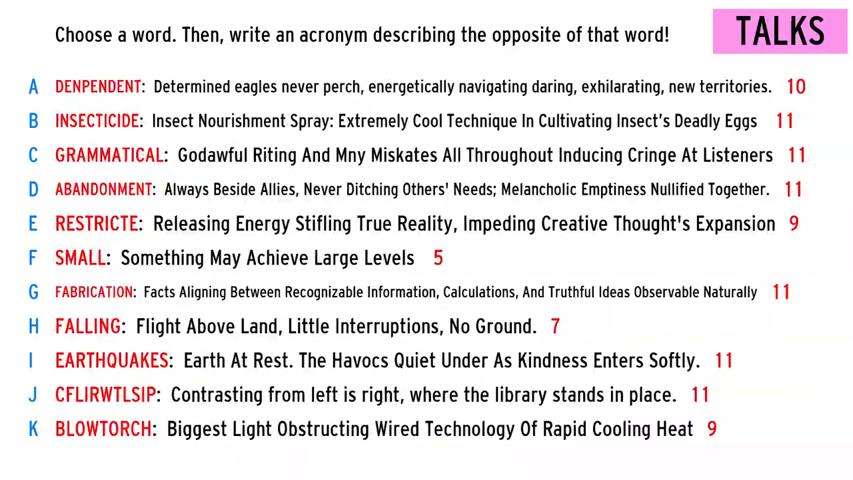 Choose a word. Then, write an acronym describing the opposite of that word!
TALKS
A DENPENDENT: Determined eagles never perch, energetically navigating daring, exhilarating, new territories. 10
B INSECTICIDE: Insect Nourishment Spray: Extremely Cool Technique In Cultivating Insect's Deadly Eggs 11
C GRAMMATICAL: Godawful Riting And Mny Miskates All Throughout Inducing Cringe At Listeners 11
D ABANDONMENT: Always Beside Allies, Never Ditching Others' Needs; Melancholic Emptiness Nullified Together. 11
E RESTRICTE: Releasing Energy Stifling True Reality, Impeding Creative Thought's Expansion 9
F SMALL: Something May Achieve Large Levels 5
G FABRICATION: Facts Aligning Between Recognizable Information, Calculations, And Truthful Ideas Observable Naturally 11
H FALLING: Flight Above Land, Little Interruptions, No Ground. 7
I EARTHQUAKES: Earth At Rest. The Havocs Quiet Under As Kindness Enters Softly. 11
J CFLIRWTLSIP: Contrasting from left is right, where the library stands in place. 11
K BLOWTORCH: Biggest Light Obstructing Wired Technology Of Rapid Cooling Heat 9